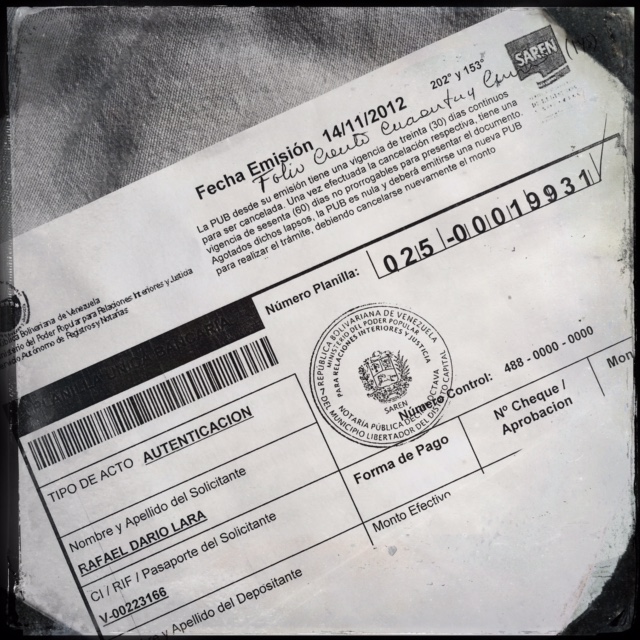 SAREN
202° y 153°
Fecha Emisión 14/11/2012
Folio Ciento Cuarenta y
La PUB desde su emisión tiene una vigencia de treinta (30) días continuos
para ser cancelada. Una vez efectuada la cancelación respectiva, tiene una
vigencia de sesenta (60) días no prorrogables para presentar el documento.
Agotados dichos lapsos, la PUB es nula y deberá emitirse una nueva PUB
para realizar el trámite, debiendo cancelarse nuevamente el monto
Bolivariana de Venezuela
del Poder Popular para Relaciones Interiores y Justicia
Autónomo de Registros y Notarías
Número Planilla: 025-00019931
REPÚBLICA BOLIVARIANA DE VENEZUELA
MINISTERIO DEL PODER POPULAR
PARA RELACIONES INTERIORES Y JUSTICIA
SAREN
NOTARÍA PÚBLICA OCTAVA
DEL MUNICIPIO LIBERTADOR DEL DISTRITO CAPITAL
Número Control: 488 - 0000 - 0000
TIPO DE ACTO AUTENTICACION
Forma de Pago
Nº Cheque /
Aprobacion
Nombre y Apellido del Solicitante
RAFAEL DARIO LARA
Monto Efectivo
CI / RIF / Pasaporte del Solicitante
V-00223166
y Apellido del Depositante